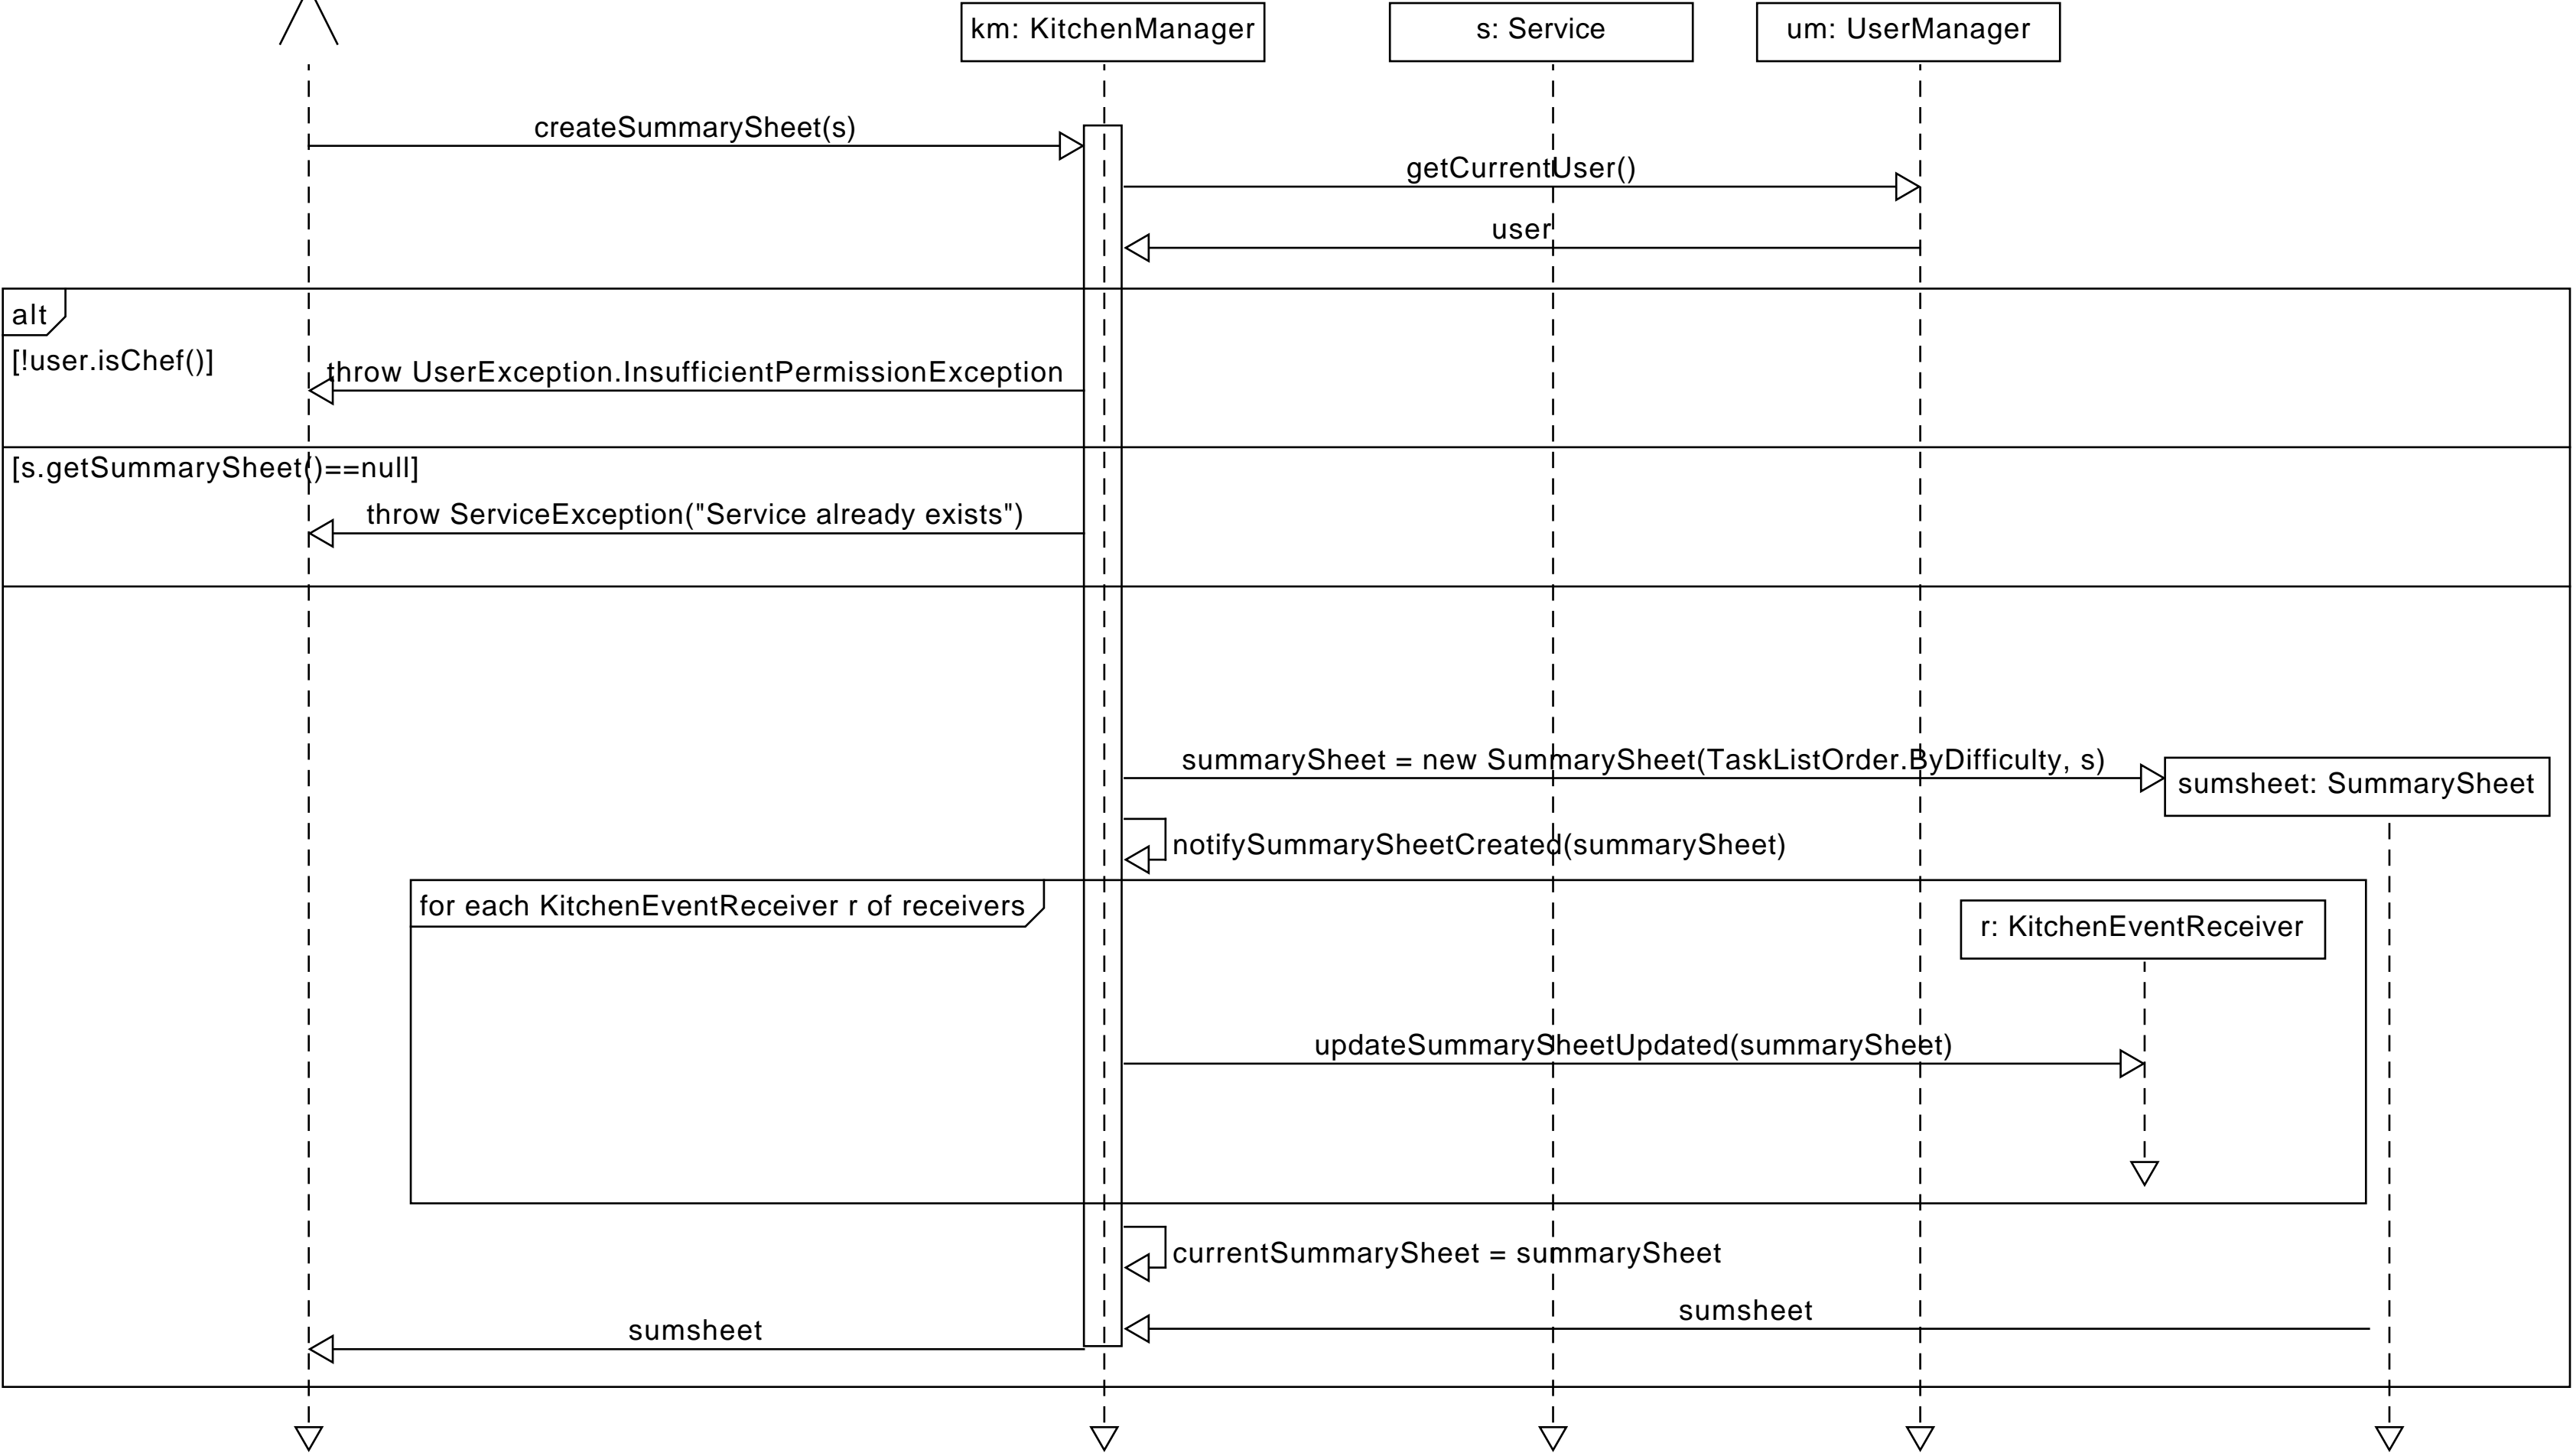 km: KitchenManager
s: Service
um: UserManager
createSummarySheet(s)
getCurrentUser()
user
alt
[!user.isChef()]
throw UserException.InsufficientPermissionException
[s.getSummarySheet()==null]
throw ServiceException("Service already exists")
summarySheet = new SummarySheet(TaskListOrder.ByDifficulty, s)
sumsheet: SummarySheet
notifySummarySheetCreated(summarySheet)
for each KitchenEventReceiver r of receivers
r: KitchenEventReceiver
updateSummarySheetUpdated(summarySheet)
currentSummarySheet = summarySheet
sumsheet
sumsheet